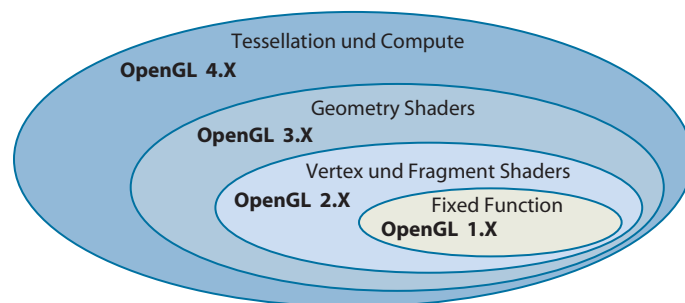 Tessellation und Compute
OpenGL 4.X
Geometry Shaders
OpenGL 3.X
Vertex und Fragment Shaders
OpenGL 2.X
Fixed Function
OpenGL 1.X